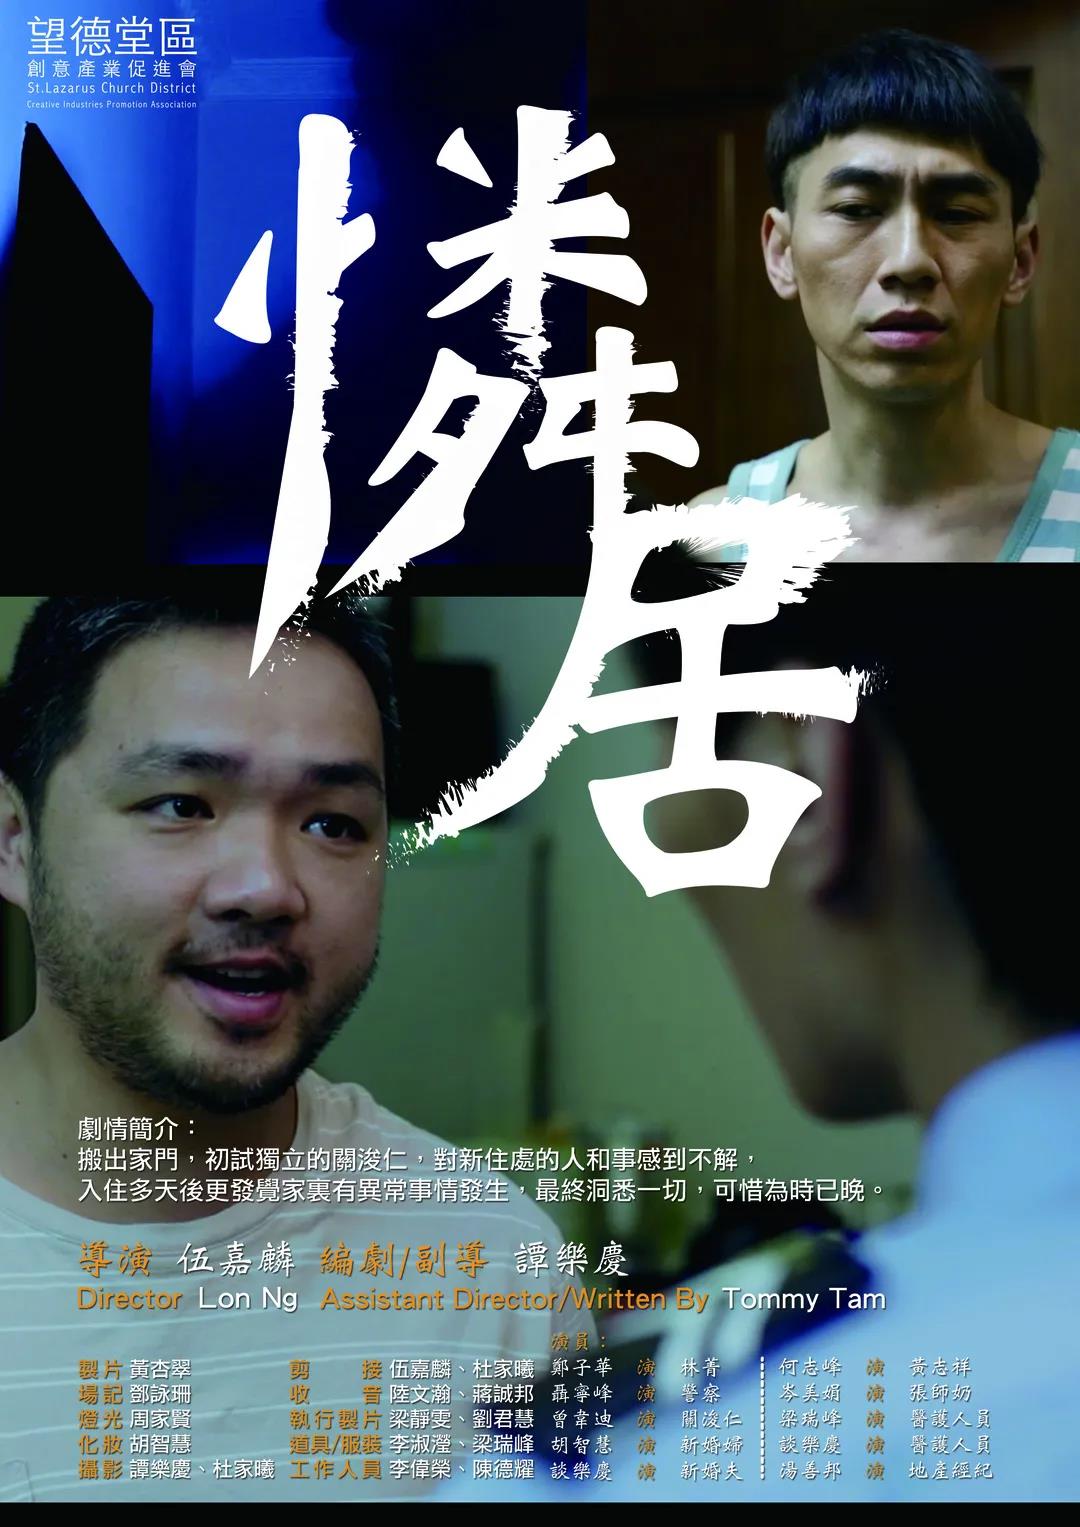 望德堂區
創意產業促進會
St.Lazarus Church District
Creative Industries Promotion Association
憐居
劇情簡介：
搬出家門，初試獨立的關浚仁，對新住處的人和事感到不解，
入住多天後更發覺家裏有異常事情發生，最終洞悉一切，可惜為時已晚。
導演 伍嘉麟 編劇/副導 譚樂慶
Director Lon Ng Assistant Director/Written By Tommy Tam
演員：
製片 黃杏翠 剪接 伍嘉麟、杜家曦 鄭子華 演 林菁 何志峰 演 黃志祥
場記 鄧詠珊 收音 陸文瀚、蔣誠邦 聶寧峰 演 警察 岑美娟 演 張師奶
燈光 周家賢 執行製片 梁靜雯、劉君慧 曾韋迪 演 關浚仁 梁瑞峰 演 醫護人員
化妝 胡智慧 道具/服裝 李淑瀅、梁瑞峰 胡智慧 演 新婚婦 談樂慶 演 醫護人員
攝影 譚樂慶、杜家曦 工作人員 李偉榮、陳德耀 談樂慶 演 新婚夫 湯善邦 演 地產經紀